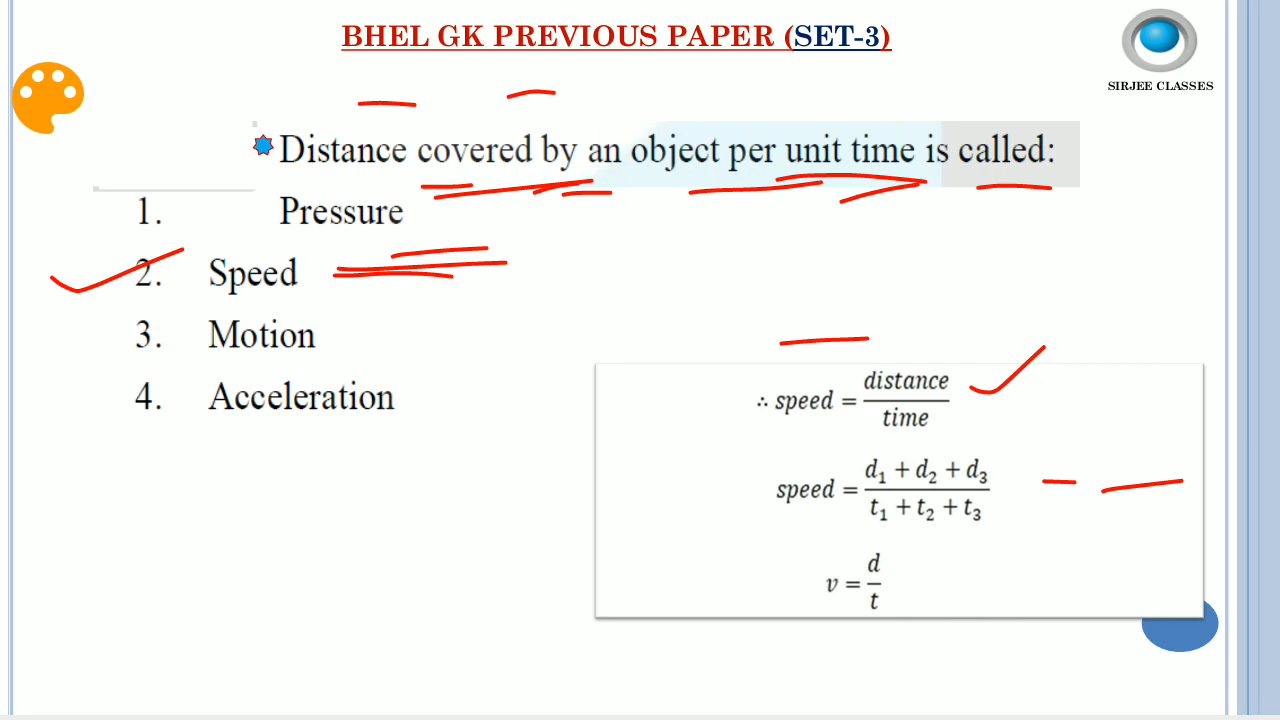 BHEL GK PREVIOUS PAPER (SET-3)
SIRJEE CLASSES
Distance covered by an object per unit time is called:
1. Pressure
2. Speed
3. Motion
4. Acceleration
∴ speed = distance / time
speed = d₁ + d₂ + d₃ / t₁ + t₂ + t₃
v = d / t